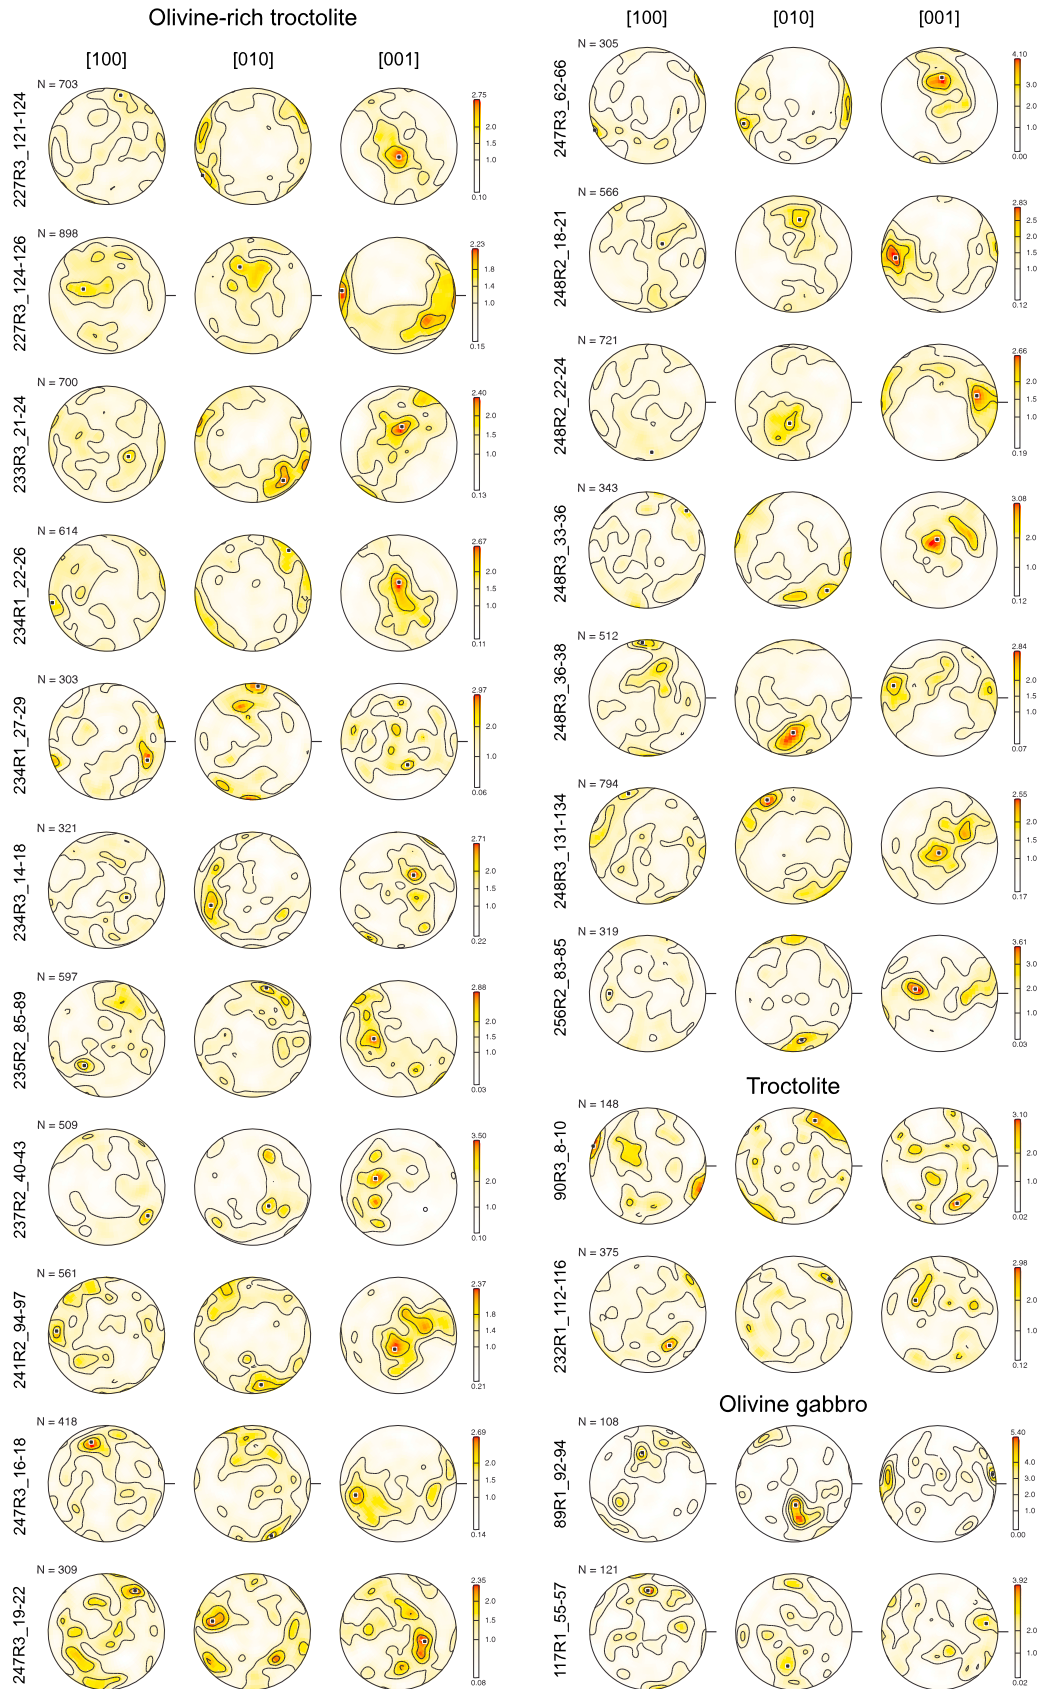 Olivine-rich troctolite
[100] [010] [001]
N = 703
227R3_121-124
2.75
2.0
1.5
1.0
0.10
N = 898
227R3_124-126
2.23
1.8
1.4
1.0
0.15
N = 700
233R3_21-24
2.40
2.0
1.5
1.0
0.13
N = 614
234R1_22-26
2.67
2.0
1.5
1.0
0.11
N = 303
234R1_27-29
2.97
2.0
1.0
0.06
N = 321
234R3_14-18
2.71
2.0
1.5
1.0
0.22
N = 597
235R2_85-89
2.88
2.0
1.5
1.0
0.03
N = 509
237R2_40-43
3.50
2.0
1.0
0.10
N = 561
241R2_94-97
2.37
1.8
1.4
1.0
0.21
N = 418
247R3_16-18
2.69
2.0
1.5
1.0
0.14
N = 309
247R3_19-22
2.35
2.0
1.5
1.0
0.08
[100] [010] [001]
N = 305
247R3_62-66
4.10
3.0
2.0
1.0
0.00
N = 566
248R2_18-21
2.83
2.5
1.5
1.0
0.12
N = 721
248R2_22-24
2.66
2.0
1.5
1.0
0.19
N = 343
248R3_33-36
3.08
2.0
1.0
0.12
N = 512
248R3_36-38
2.84
2.0
1.5
1.0
0.07
N = 794
248R3_131-134
2.55
2.0
1.5
1.0
0.17
N = 319
256R2_83-85
3.61
3.0
2.0
1.0
0.03
Troctolite
N = 148
90R3_8-10
3.10
2.0
1.0
0.02
N = 375
232R1_112-116
2.98
2.0
1.0
0.12
Olivine gabbro
N = 108
89R1_92-94
5.40
4.0
3.0
2.0
1.0
0.00
N = 121
117R1_55-57
3.92
2.0
1.0
0.02